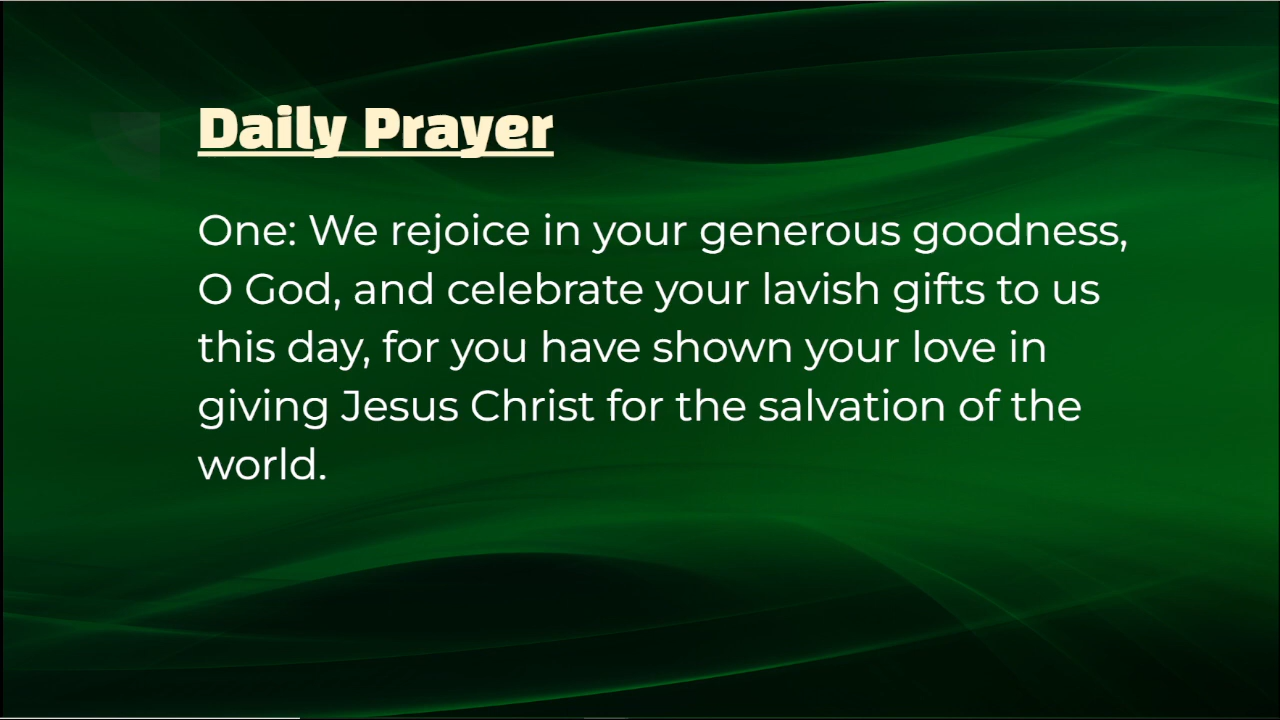 Daily Prayer
One: We rejoice in your generous goodness,
O God, and celebrate your lavish gifts to us
this day, for you have shown your love in
giving Jesus Christ for the salvation of the
world.